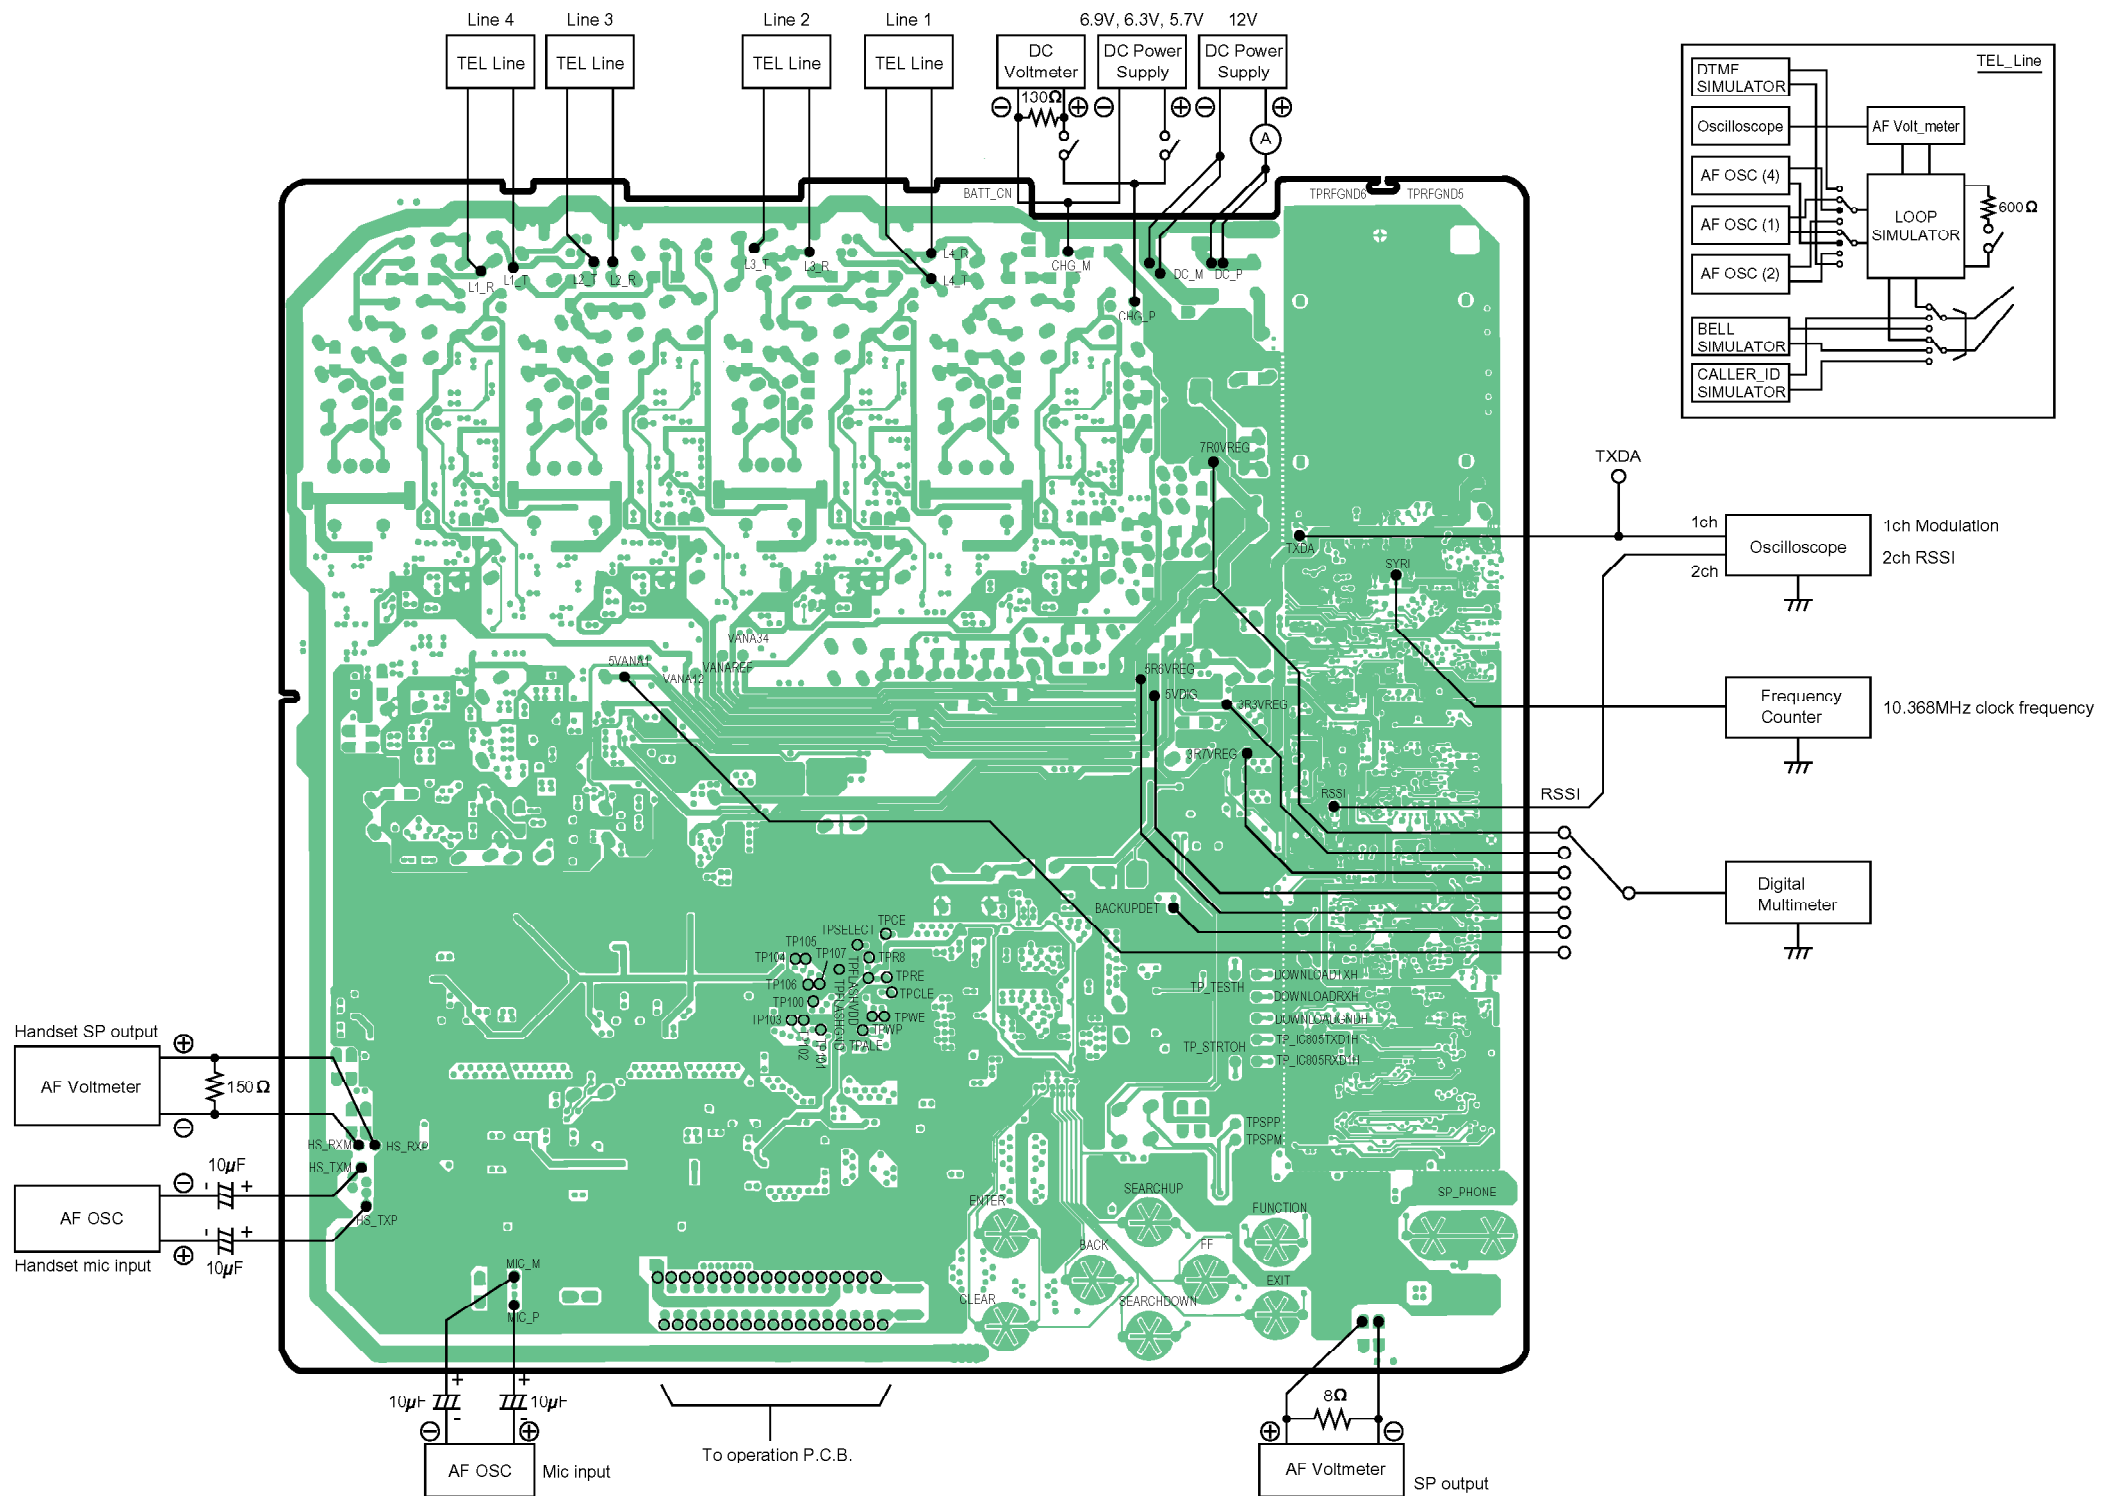 Line 4
Line 3
Line 2
Line 1
6.9V, 6.3V, 5.7V
12V
TEL Line
TEL Line
TEL Line
TEL Line
DC
Voltmeter
DC Power
Supply
DC Power
Supply
130Ω
A
BATT_CN
TPRFGND6
TPRFGND5
TEL_Line
DTMF
SIMULATOR
Oscilloscope
AF Volt_meter
AF OSC (4)
AF OSC (1)
AF OSC (2)
LOOP
SIMULATOR
600Ω
BELL
SIMULATOR
CALLER_ID
SIMULATOR
L1_R
L1_T
L2_T
L2_R
L3_T
L3_R
L4_R
L4_T
CHG_M
CHG_P
DC_M
DC_P
7R0VREG
TXDA
TXDA
SYRI
1ch
2ch
Oscilloscope
1ch Modulation
2ch RSSI
VANA34
5VANA1
VANAREF
VANA12
5R6VREG
5VDIG
3R3VREG
3R7VREG
Frequency
Counter
10.368MHz clock frequency
RSSI
RSSI
Digital
Multimeter
BACKUPDET
TPCE
TPSELECT
TP105
TP107
TP104
TPR8
TPRE
TP106
TPCLE
TP100
TPFLASHVDD
TPFLASHGND
TP103
TPWE
TPWP
TPALE
TP102
TP101
TP_TESTH
DOWNLOADTXH
DOWNLOADRXH
DOWNLOADGNDH
TP_STRTOH
TP_IC805TXD1H
TP_IC805RXD1H
TPSPP
TPSPM
Handset SP output
AF Voltmeter
150Ω
HS_RXM
HS_RXP
HS_TXM
HS_TXP
10µF
AF OSC
10µF
Handset mic input
ENTER
SEARCHUP
FUNCTION
SP_PHONE
BACK
FF
EXIT
CLEAR
SEARCHDOWN
MIC_M
MIC_P
10µF
10µF
AF OSC
Mic input
To operation P.C.B.
8Ω
AF Voltmeter
SP output